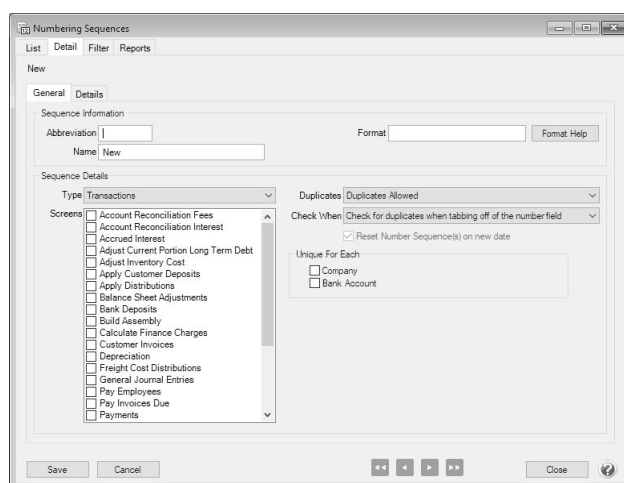 Numbering Sequences
List Detail Filter Reports
New
General Details
Sequence Information
Abbreviation Format Format Help
Name New
Sequence Details
Type Transactions Duplicates Duplicates Allowed
Screens Account Reconciliation Fees Check When Check for duplicates when tabbing off of the number field
Account Reconciliation Interest
Accrued Interest Reset Number Sequence(s) on new date
Adjust Current Portion Long Term Debt
Adjust Inventory Cost Unique For Each
Apply Customer Deposits Company
Apply Distributions Bank Account
Balance Sheet Adjustments
Bank Deposits
Build Assembly
Calculate Finance Charges
Customer Invoices
Depreciation
Freight Cost Distributions
General Journal Entries
Pay Employees
Pay Invoices Due
Payments
Save Cancel Close ?